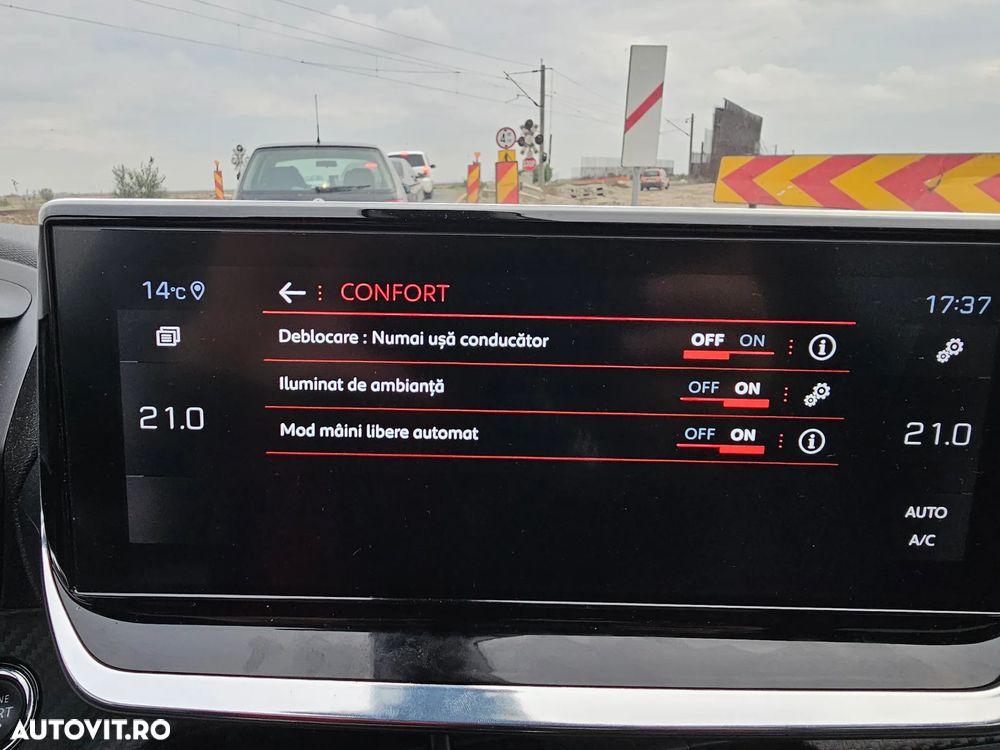 14°C
CONFORT
17:37
Deblocare : Numai ușă conducător
OFF ON
Iluminat de ambianță
OFF ON
21.0
Mod mâini libere automat
OFF ON
21.0
AUTO
A/C
AUTOVIT.RO